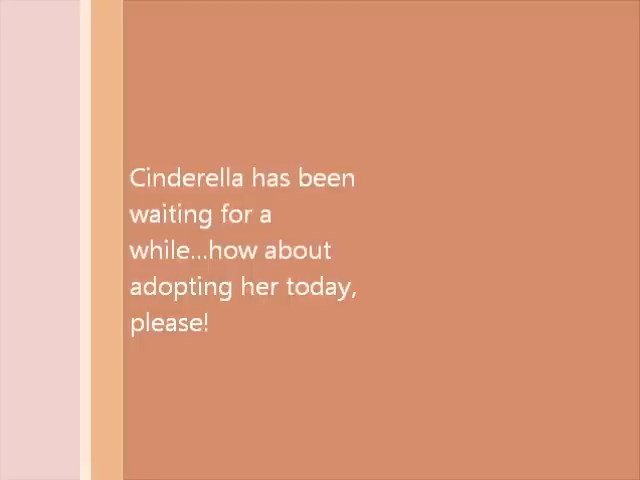 Cinderella has been
waiting for a
while...how about
adopting her today,
please!